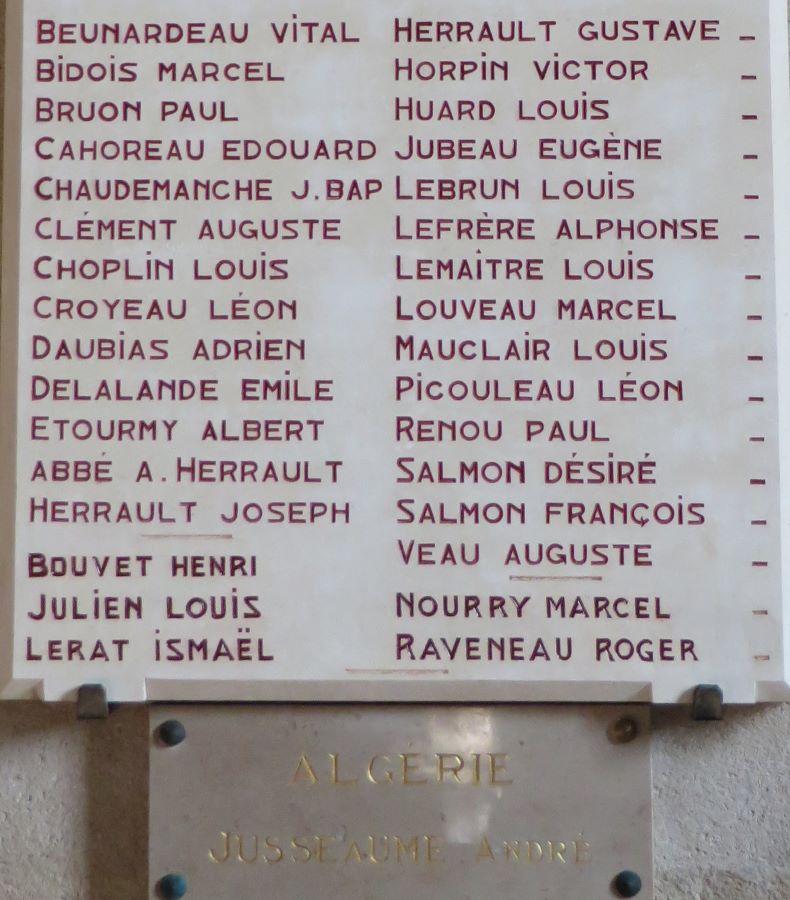 BEUNARDEAU VITAL
BIDOIS MARCEL
BRUON PAUL
CAHOREAU EDOUARD
CHAUDEMANCHE J.BAP
CLÉMENT AUGUSTE
CHOPLIN LOUIS
CROYEAU LÉON
DAUBIAS ADRIEN
DELALANDE EMILE
ETOURMY ALBERT
ABBÉ A. HERRAULT
HERRAULT JOSEPH
BOUVET HENRI
JULIEN LOUIS
LERAT ISMAËL
HERRAULT GUSTAVE -
HORPIN VICTOR -
HUARD LOUIS -
JUBEAU EUGÈNE -
LEBRUN LOUIS -
LEFRÈRE ALPHONSE -
LEMAÎTRE LOUIS -
LOUVEAU MARCEL -
MAUCLAIR LOUIS -
PICOULEAU LÉON -
RENOU PAUL -
SALMON DÉSIRÉ -
SALMON FRANÇOIS -
VEAU AUGUSTE -
NOURRY MARCEL -
RAVENEAU ROGER -
ALGÉRIE
JUSSEAUME ANDRÉ